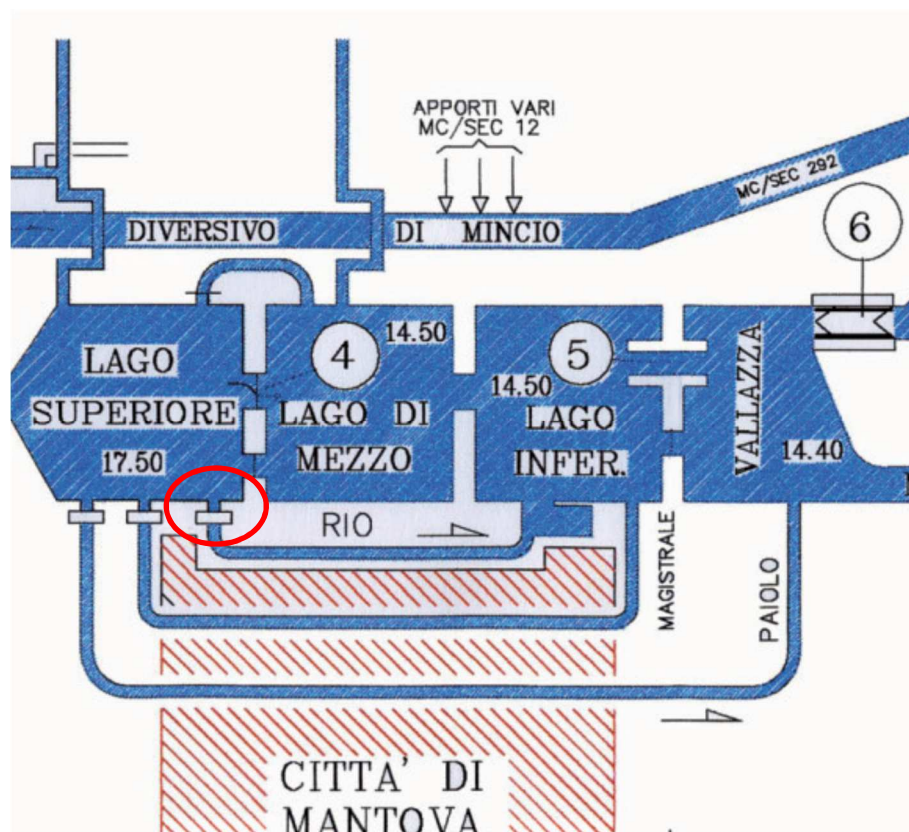 APPORTI VARI
MC/SEC 12
MC/SEC 292
DIVERSIVO DI MINCIO
6
LAGO
SUPERIORE
17.50
4
14.50
LAGO DI
MEZZO
5
14.50
LAGO
INFER.
VALLAZZA
14.40
RIO
MAGISTRALE
PAIOLO
CITTA' DI
MANTOVA